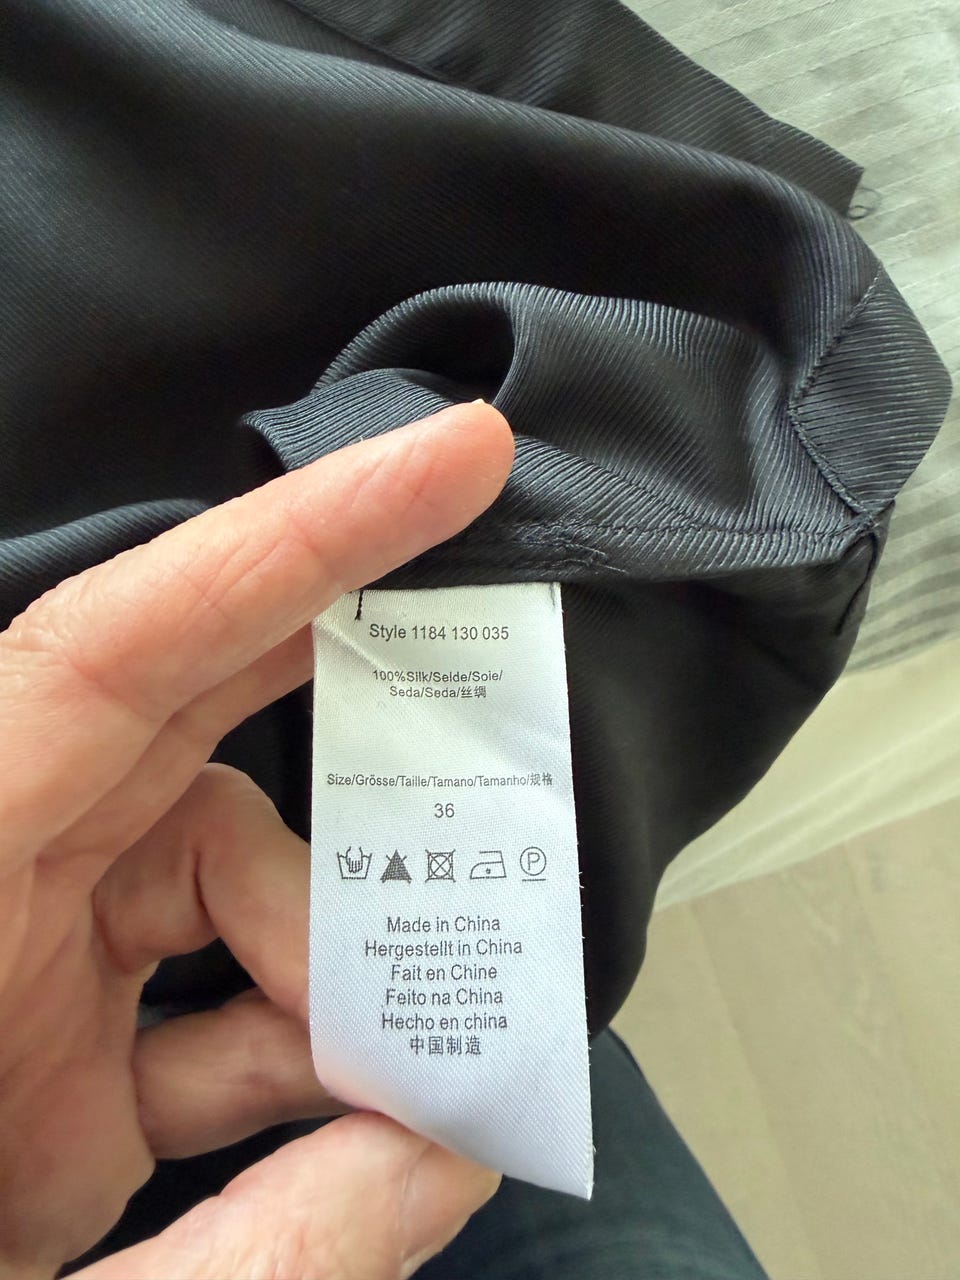 Style 1184 130 035
100%Silk/Selde/Soie/
Seda/Seda/丝绸
Size/Grösse/Taille/Tamano/Tamanho/规格
36
P
Made in China
Hergestellt in China
Fait en Chine
Feito na China
Hecho en china
中国制造